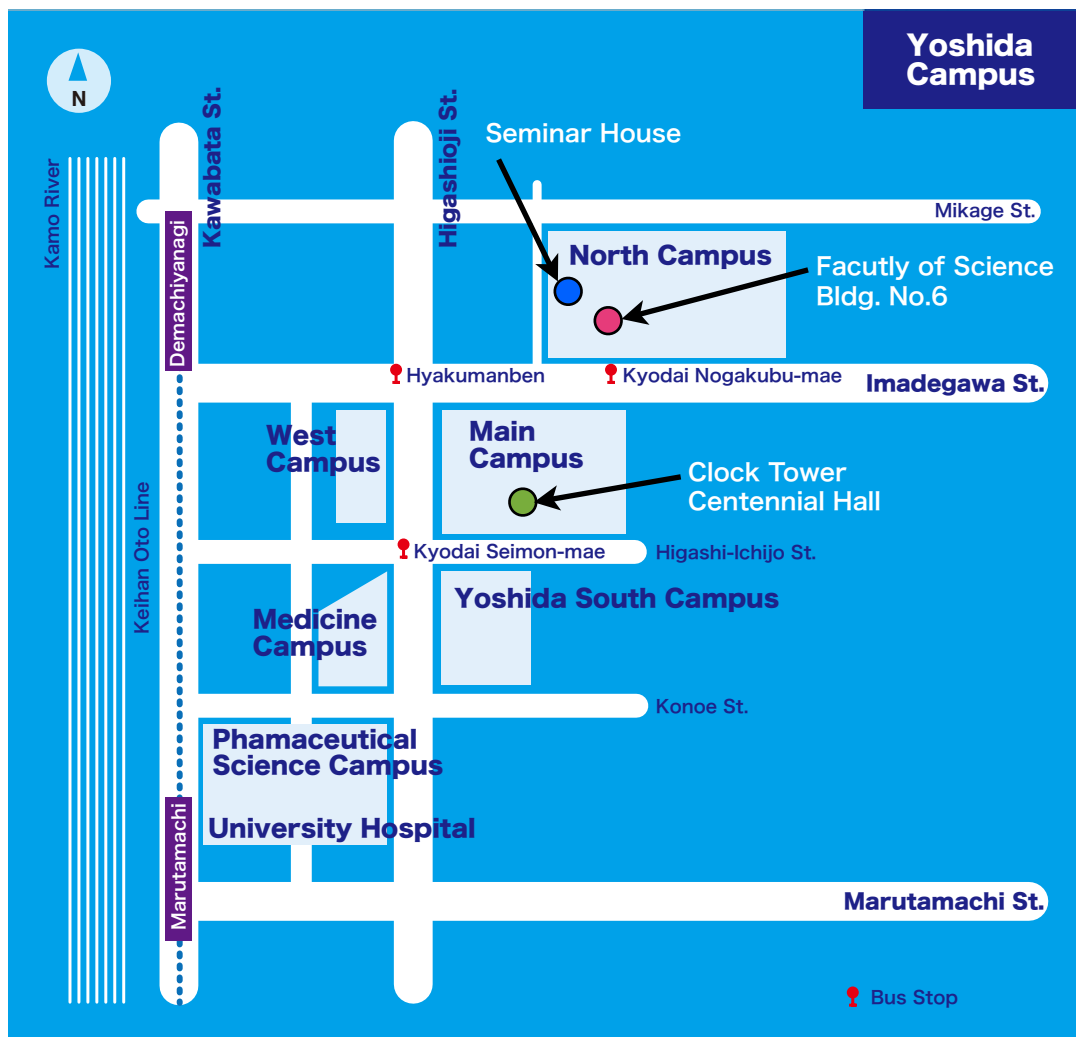 Yoshida
Campus
N
Kawabata St.
Higashioji St.
Seminar House
Kamo River
Mikage St.
Demachiyanagi
North Campus
Facutly of Science
Bldg. No.6
Hyakumanben
Kyodai Nogakubu-mae
Imadegawa St.
West
Campus
Main
Campus
Clock Tower
Centennial Hall
Keihan Oto Line
Kyodai Seimon-mae
Higashi-Ichijo St.
Medicine
Campus
Yoshida South Campus
Konoe St.
Phamaceutical
Science Campus
University Hospital
Marutamachi
Marutamachi St.
Bus Stop